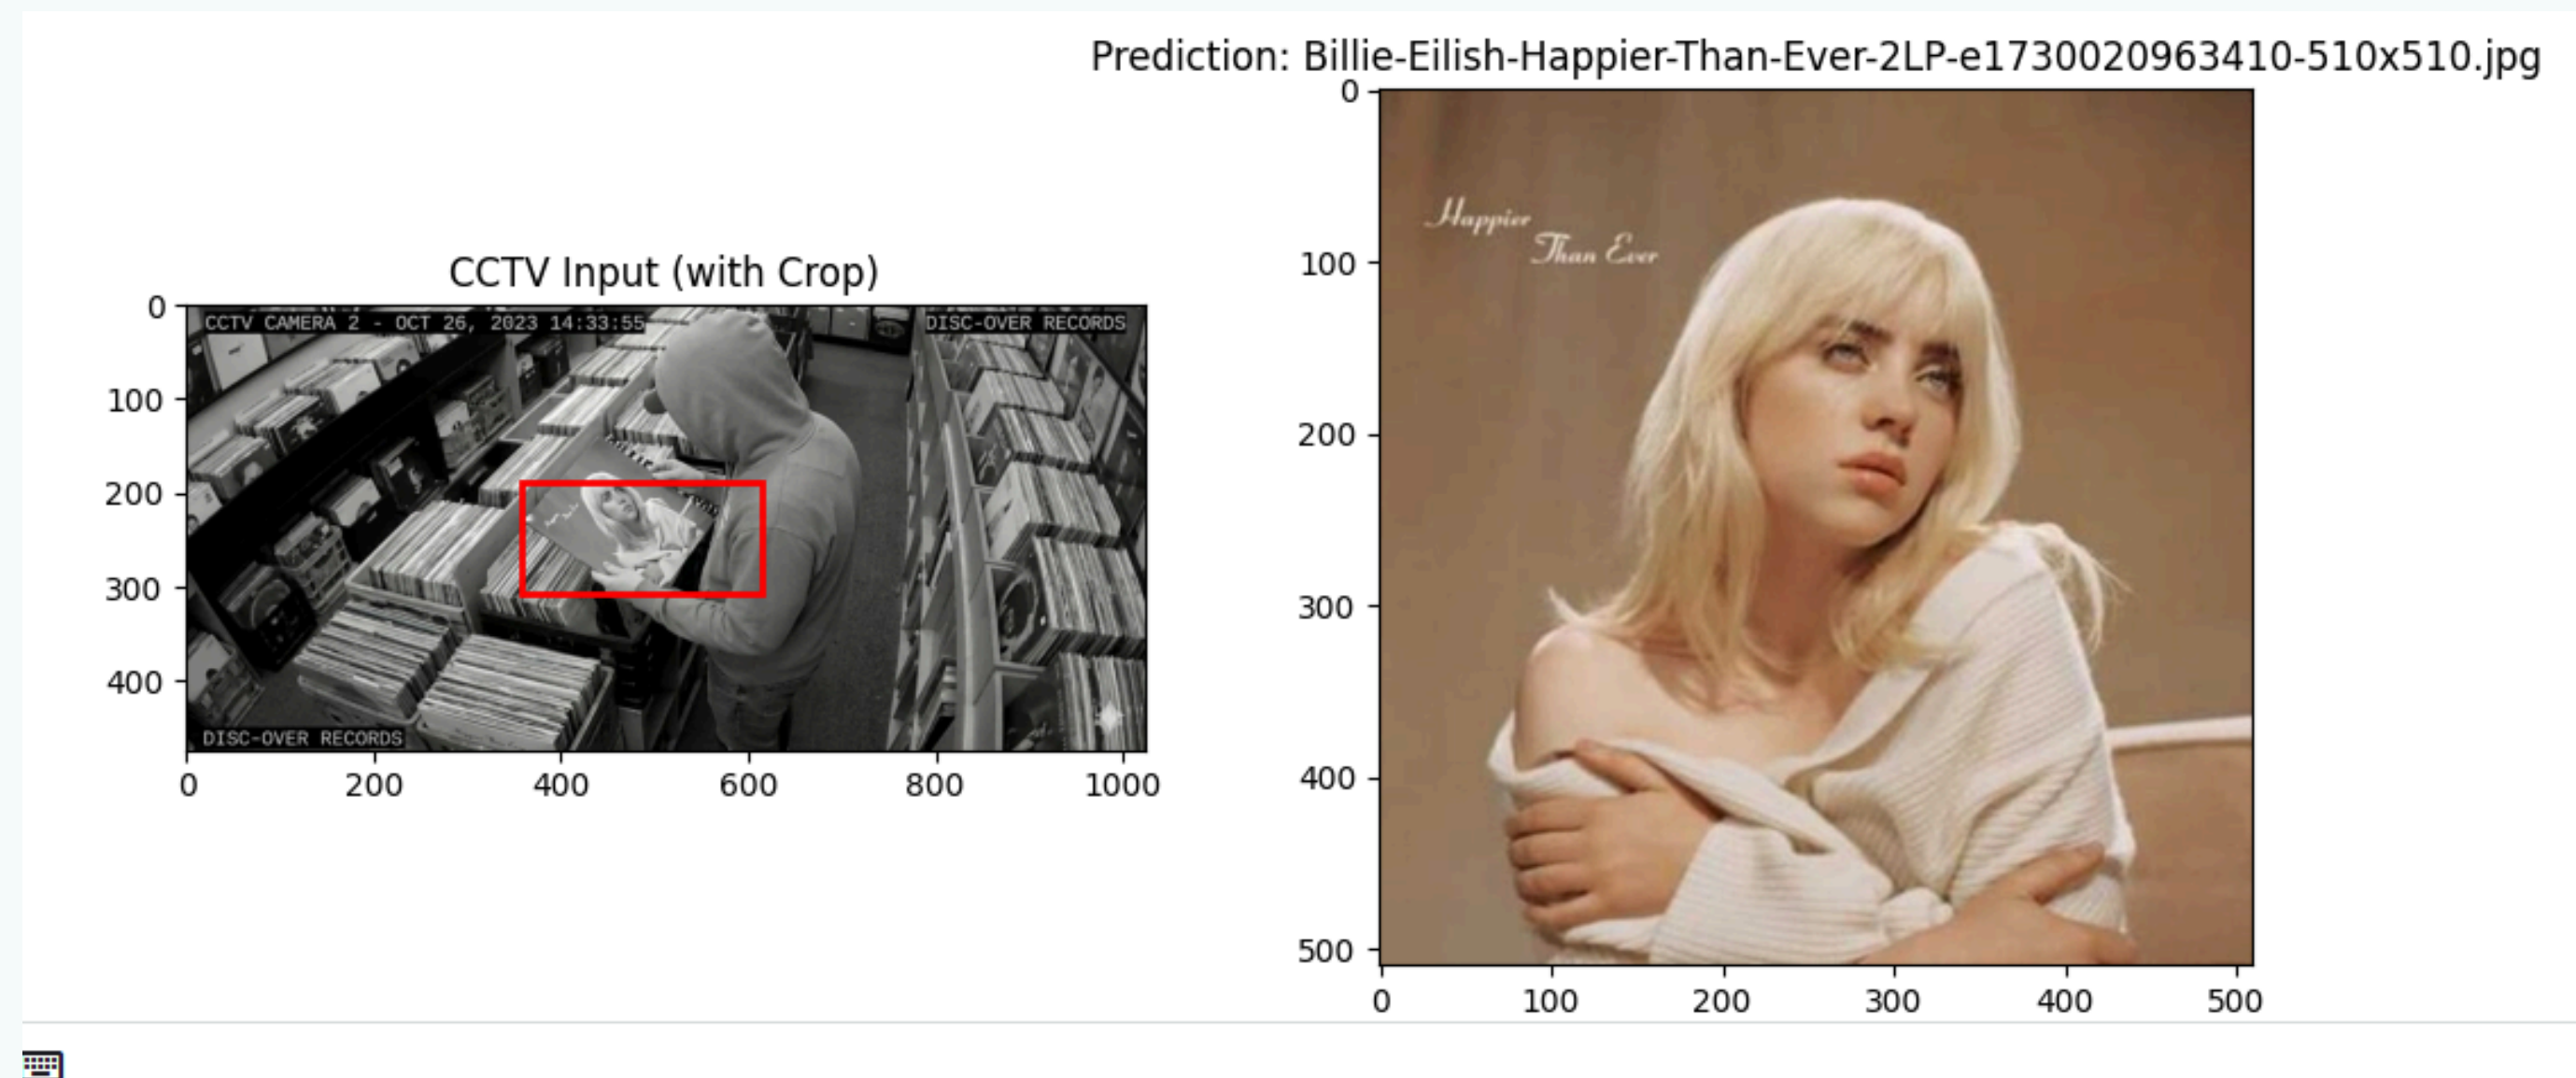 Prediction: Billie-Eilish-Happier-Than-Ever-2LP-e1730020963410-510x510.jpg
CCTV Input (with Crop)
0
100
200
300
400
CCTV CAMERA 2 - OCT 26, 2023 14:33:55
DISC-OVER RECORDS
DISC-OVER RECORDS
0 200 400 600 800 1000
0
100
200
300
400
500
Happier
Than Ever
0 100 200 300 400 500